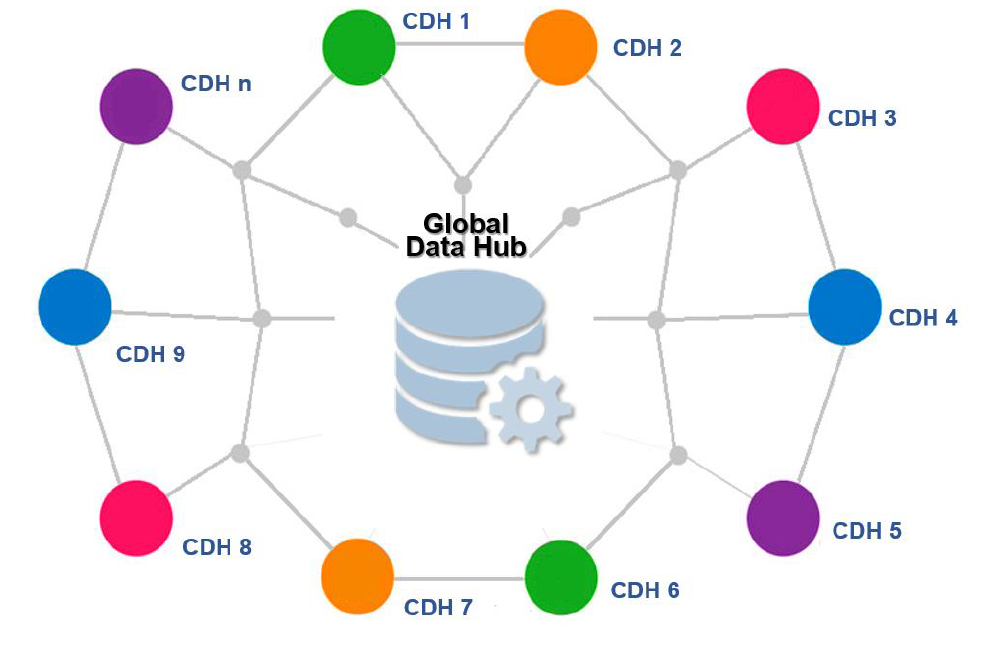 CDH 1
CDH 2
CDH n
CDH 3
Global
Data Hub
CDH 4
CDH 9
CDH 5
CDH 8
CDH 6
CDH 7